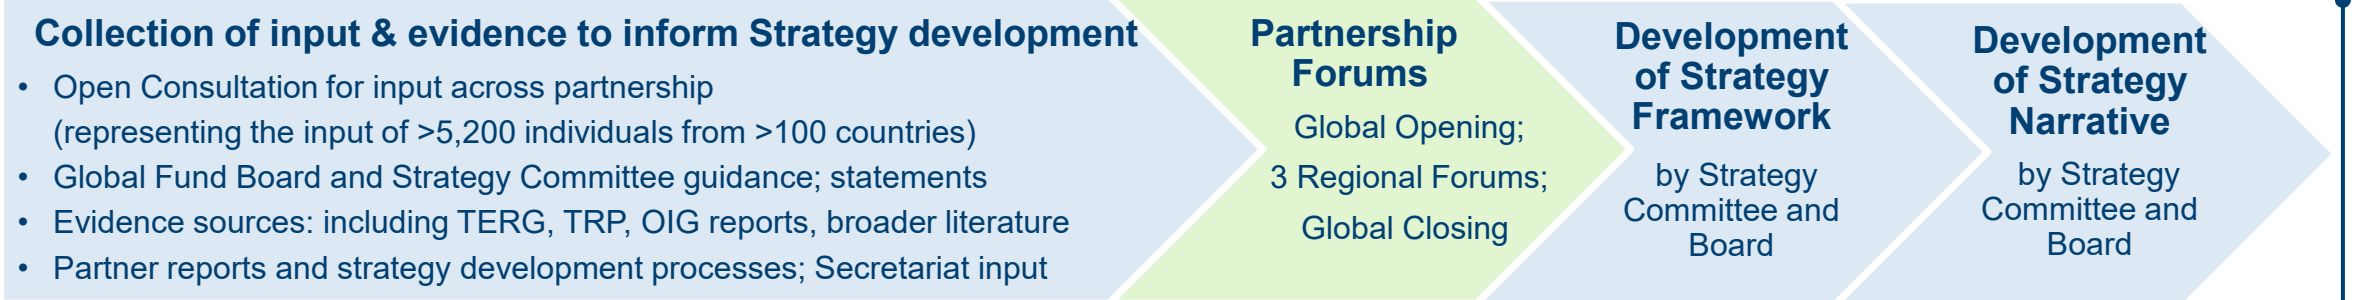 Collection of input & evidence to inform Strategy development
• Open Consultation for input across partnership
(representing the input of >5,200 individuals from >100 countries)
• Global Fund Board and Strategy Committee guidance; statements
• Evidence sources: including TERG, TRP, OIG reports, broader literature
• Partner reports and strategy development processes; Secretariat input
Partnership
Forums
Global Opening;
3 Regional Forums;
Global Closing
Development
of Strategy
Framework
by Strategy
Committee and
Board
Development
of Strategy
Narrative
by Strategy
Committee and
Board